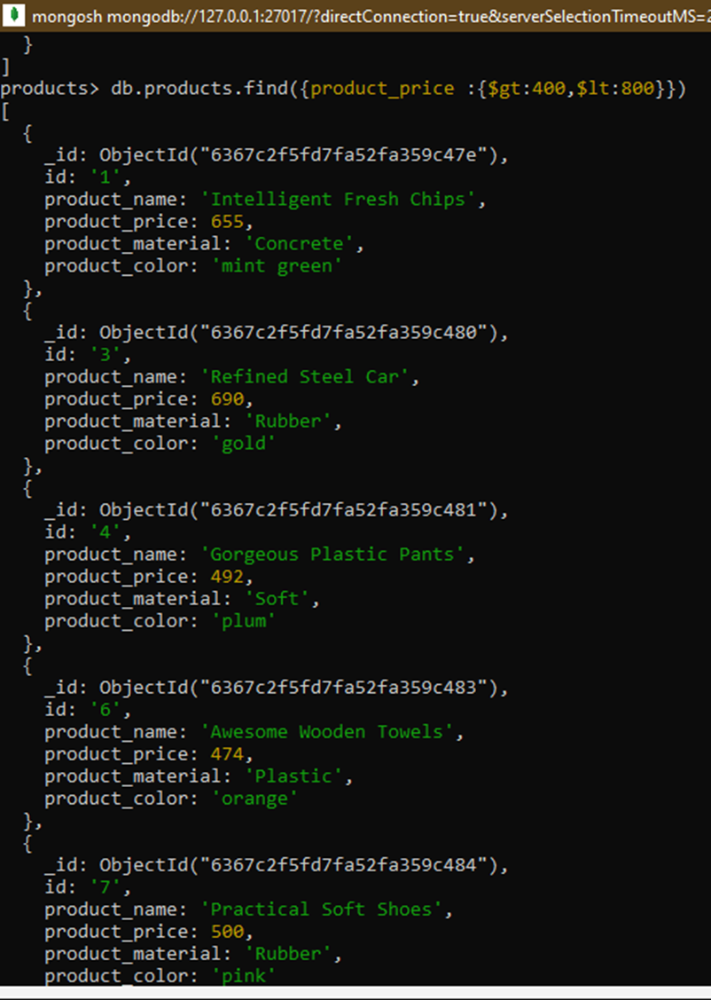 mongosh mongodb://127.0.0.1:27017/?directConnection=true&serverSelectionTimeoutMS=2
}
]
products> db.products.find({product_price :{$gt:400,$lt:800}})
[
{
_id: ObjectId("6367c2f5fd7fa52fa359c47e"),
id: '1',
product_name: 'Intelligent Fresh Chips',
product_price: 655,
product_material: 'Concrete',
product_color: 'mint green'
},
{
_id: ObjectId("6367c2f5fd7fa52fa359c480"),
id: '3',
product_name: 'Refined Steel Car',
product_price: 690,
product_material: 'Rubber',
product_color: 'gold'
},
{
_id: ObjectId("6367c2f5fd7fa52fa359c481"),
id: '4',
product_name: 'Gorgeous Plastic Pants',
product_price: 492,
product_material: 'Soft',
product_color: 'plum'
},
{
_id: ObjectId("6367c2f5fd7fa52fa359c483"),
id: '6',
product_name: 'Awesome Wooden Towels',
product_price: 474,
product_material: 'Plastic',
product_color: 'orange'
},
{
_id: ObjectId("6367c2f5fd7fa52fa359c484"),
id: '7',
product_name: 'Practical Soft Shoes',
product_price: 500,
product_material: 'Rubber',
product_color: 'pink'